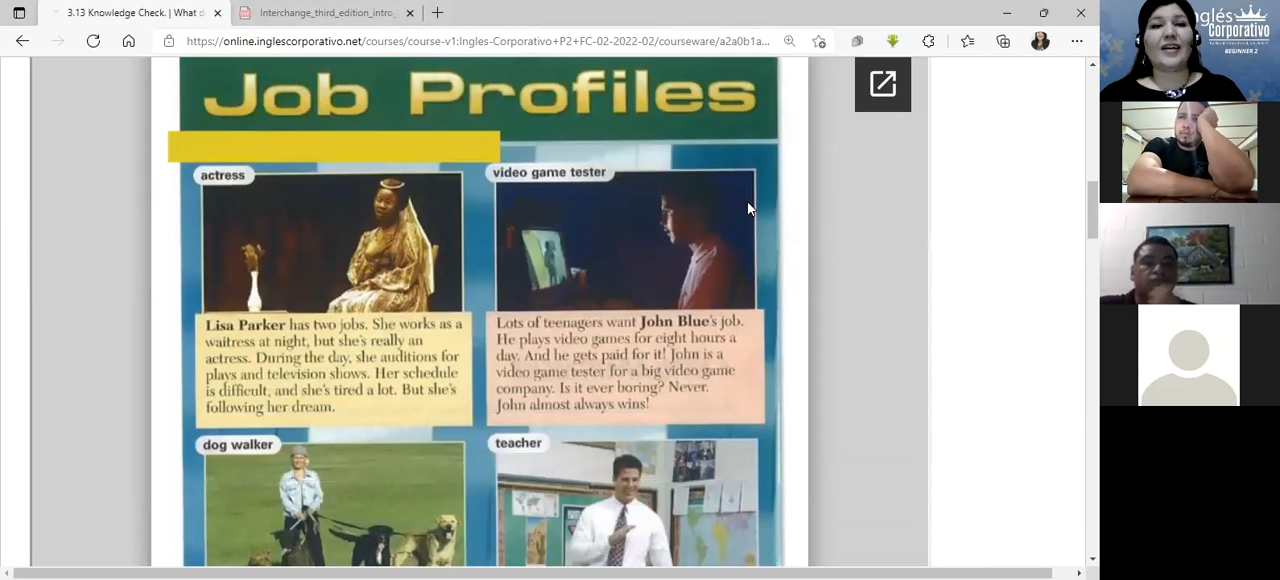 3.13 Knowledge Check. | What d
Interchange_third_edition_intro_
https://online.inglescorporativo.net/courses/course-v1:Ingles-Corporativo+P2+FC-02-2022-02/courseware/a2a0b1a...
Inglés
Corporativo
BEGINNER 2
Job Profiles
actress
video game tester
Lisa Parker has two jobs. She works as a
waitress at night, but she's really an
actress. During the day, she auditions for
plays and television shows. Her schedule
is difficult, and she's tired a lot. But she's
following her dream.
Lots of teenagers want John Blue's job.
He plays video games for eight hours a
day. And he gets paid for it! John is a
video game tester for a big video game
company. Is it ever boring? Never.
John almost always wins!
dog walker
teacher